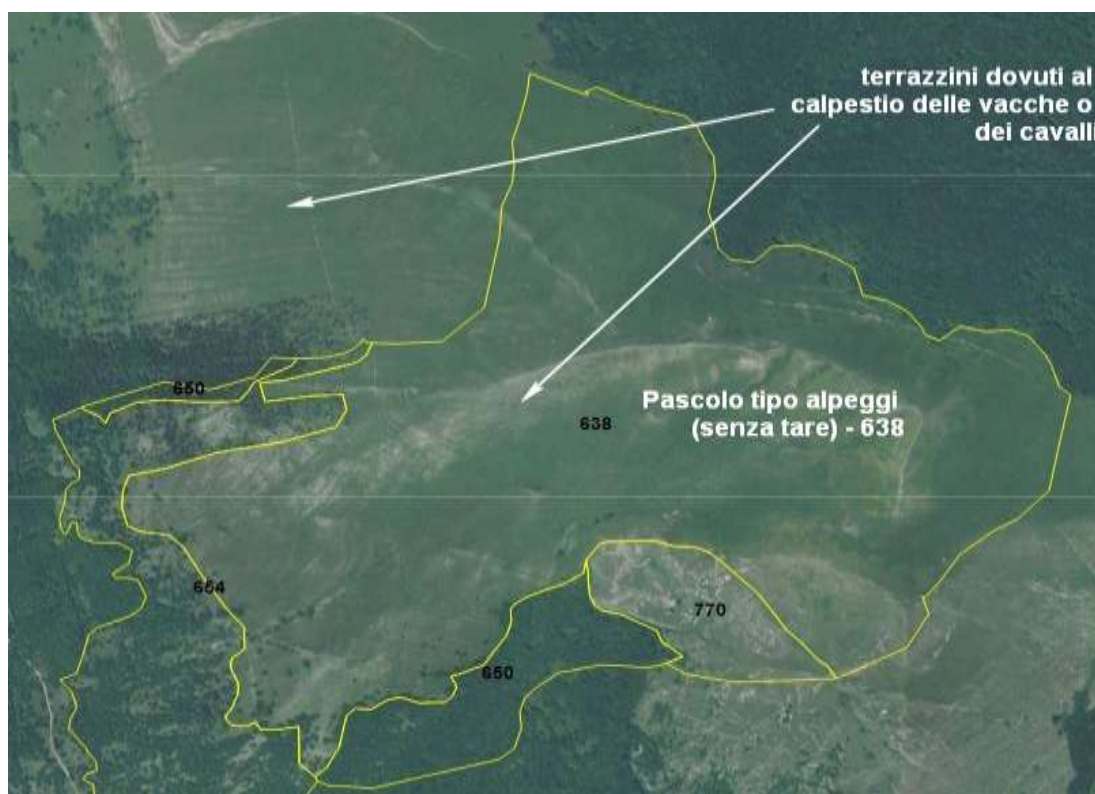 terrazzini dovuti al
calpestio delle vacche o
dei cavalli
650
638
Pascolo tipo alpeggi
(senza tare) - 638
654
770
650